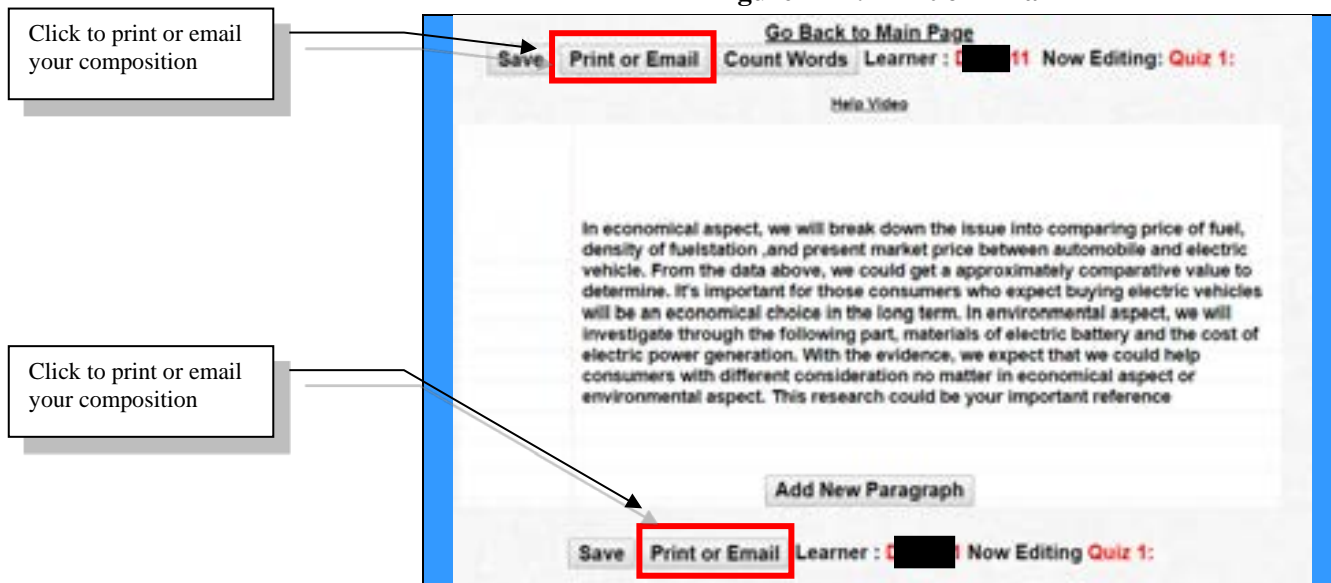 Click to print or email
your composition
Go Back to Main Page
Save Print or Email Count Words Learner : 11 Now Editing: Quiz 1:
Help Video
In economical aspect, we will break down the issue into comparing price of fuel,
density of fuelstation ,and present market price between automobile and electric
vehicle. From the data above, we could get a approximately comparative value to
determine. It's important for those consumers who expect buying electric vehicles
will be an economical choice in the long term. In environmental aspect, we will
investigate through the following part, materials of electric battery and the cost of
electric power generation. With the evidence, we expect that we could help
consumers with different consideration no matter in economical aspect or
environmental aspect. This research could be your important reference
Click to print or email
your composition
Add New Paragraph
Save Print or Email Learner : Now Editing Quiz 1: